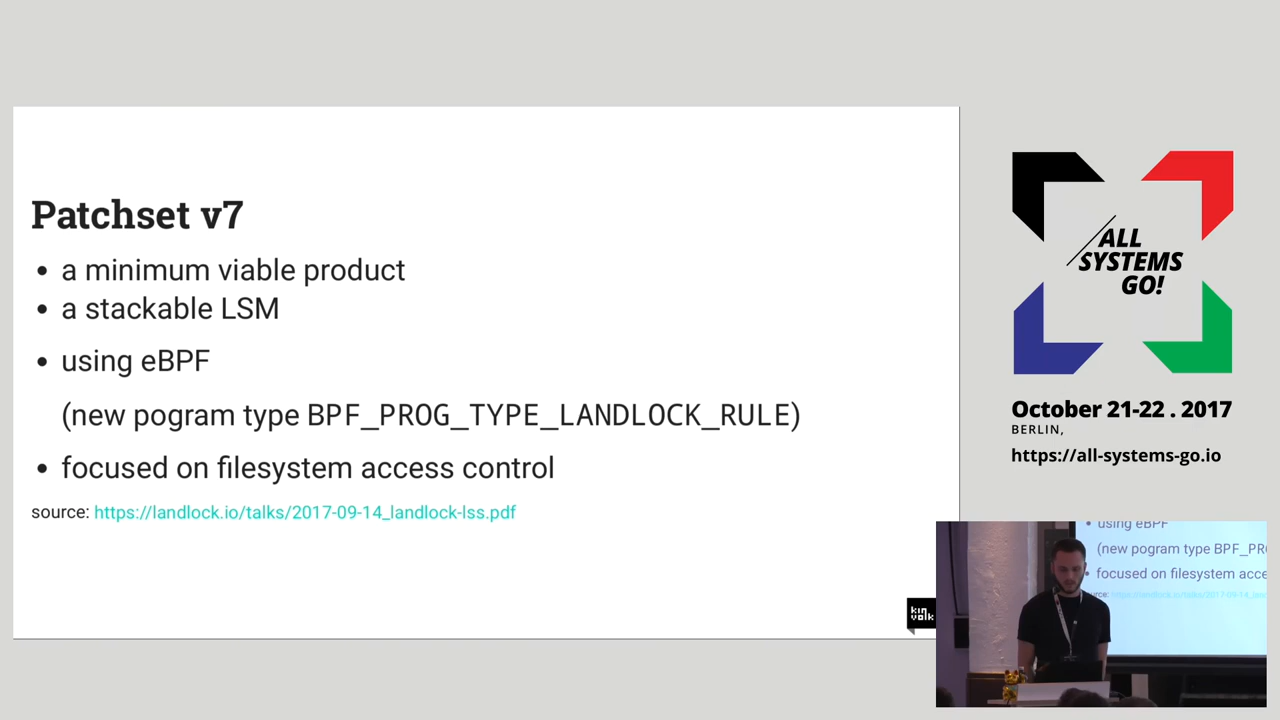 Patchset v7
• a minimum viable product
• a stackable LSM
• using eBPF
(new pogram type BPF_PROG_TYPE_LANDLOCK_RULE)
• focused on filesystem access control
source: https://landlock.io/talks/2017-09-14_landlock-lss.pdf
kin
volk
ALL
SYSTEMS
GO!
October 21-22 . 2017
BERLIN,
https://all-systems-go.io
• using eBPF
(new pogram type BPF_PR
• focused on filesystem acce